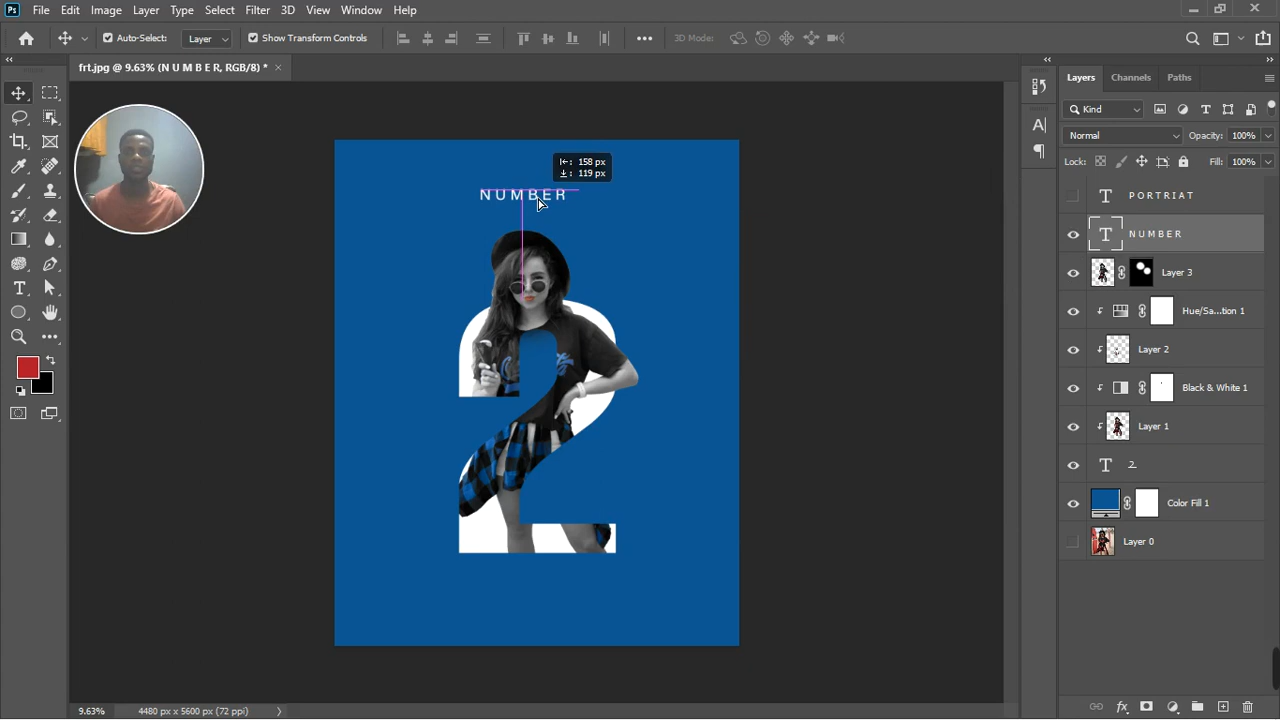 Ps File Edit Image Layer Type Select Filter 3D View Window Help
Auto-Select: Layer Show Transform Controls 3D Mode:
frt.jpg @ 9.63% (N U M B E R, RGB/8) *
Layers Channels Paths
Kind
Normal Opacity: 100%
Lock: Fill: 100%
158 px
119 px
N U M B E R
2
P O R T R I A T
N U M B E R
Layer 3
Hue/Sa...tion 1
Layer 2
Black & White 1
Layer 1
2
Color Fill 1
Layer 0
9.63% 4480 px x 5600 px (72 ppi)